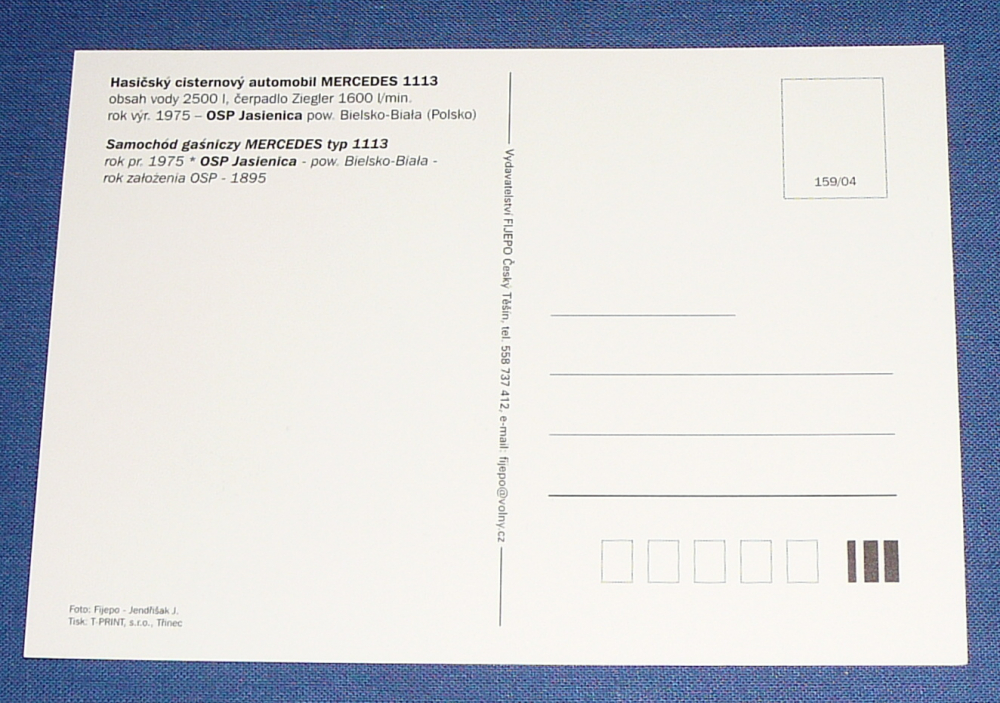 Hasičský cisternový automobil MERCEDES 1113
obsah vody 2500 l, čerpadlo Ziegler 1600 l/min.
rok výr. 1975 – OSP Jasienica pow. Bielsko-Biała (Polsko)
Samochód gaśniczy MERCEDES typ 1113
rok pr. 1975 * OSP Jasienica - pow. Bielsko-Biała -
rok założenia OSP - 1895
159/04
Vydavatelství FIJEPO Český Těšín, tel. 558 737 412, e-mail: fijepo@volny.cz
Foto: Fijepo - Jendřišak J.
Tisk: T-PRINT, s.r.o., Třinec